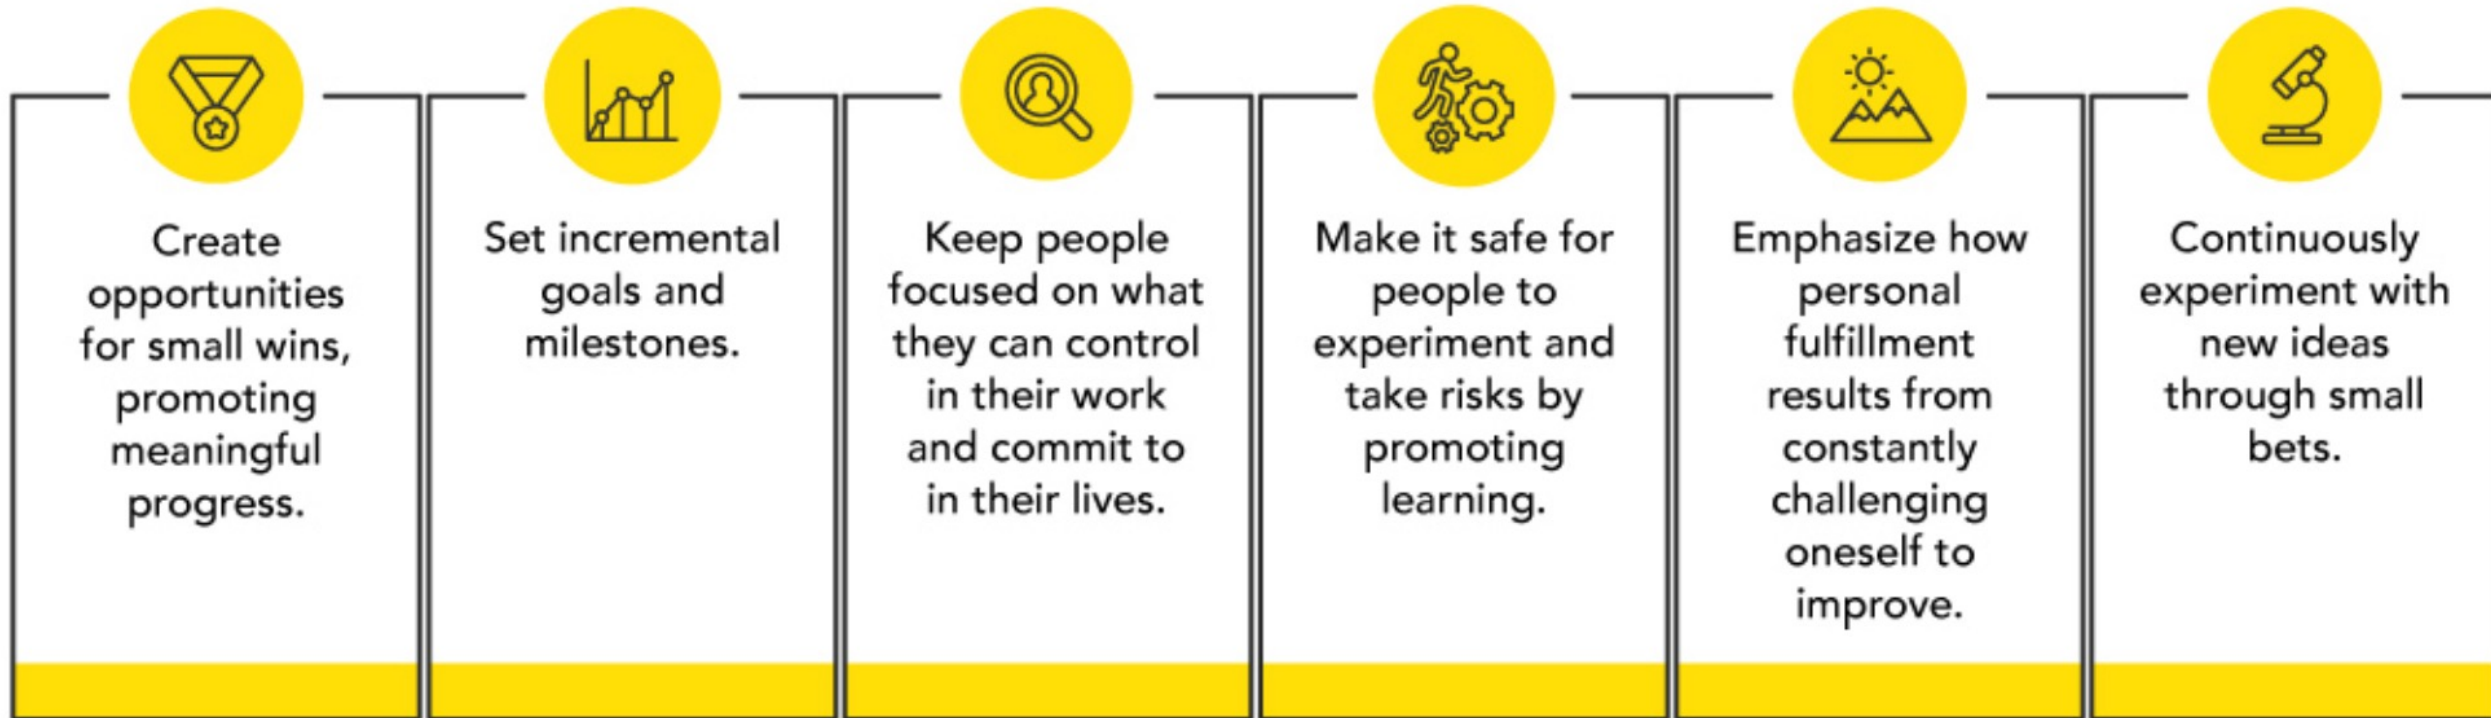 Create
opportunities
for small wins,
promoting
meaningful
progress.
Set incremental
goals and
milestones.
Keep people
focused on what
they can control
in their work
and commit to
in their lives.
Make it safe for
people to
experiment and
take risks by
promoting
learning.
Emphasize how
personal
fulfillment
results from
constantly
challenging
oneself to
improve.
Continuously
experiment with
new ideas
through small
bets.